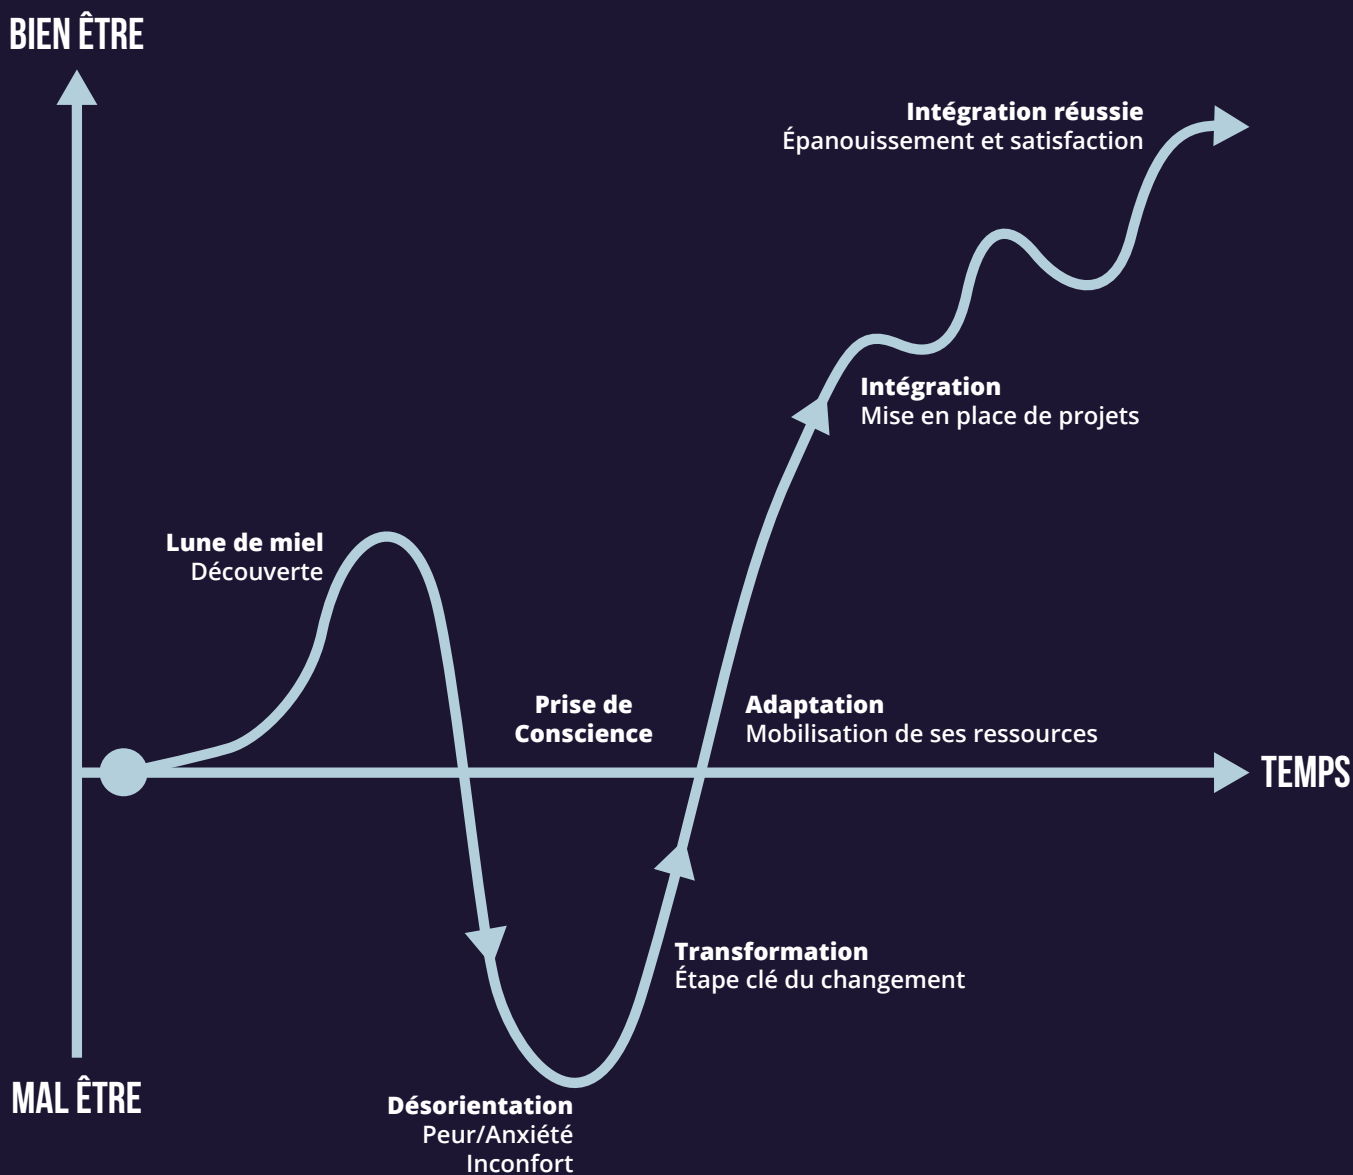 BIEN ÊTRE
Intégration réussie
Épanouissement et satisfaction
Intégration
Mise en place de projets
Lune de miel
Découverte
Prise de
Conscience
Adaptation
Mobilisation de ses ressources
TEMPS
Transformation
Étape clé du changement
MAL ÊTRE
Désorientation
Peur/Anxiété
Inconfort